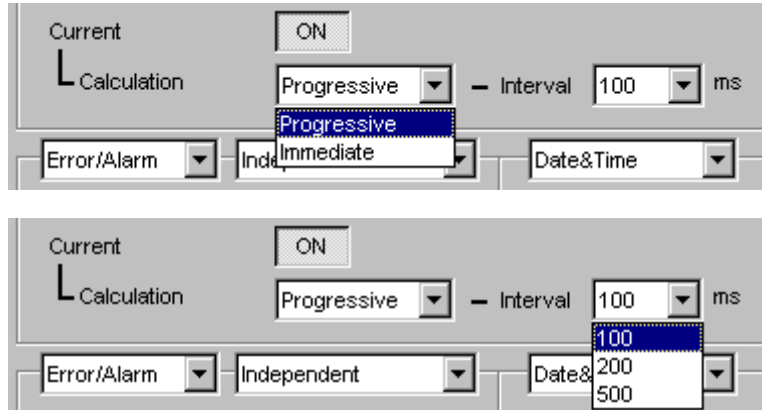 Current ON
Calculation Progressive Interval 100 ms
Progressive
Immediate
Error/Alarm Inde Date&Time
Current ON
Calculation Progressive Interval 100 ms
100
200
500
Error/Alarm Independent Date&